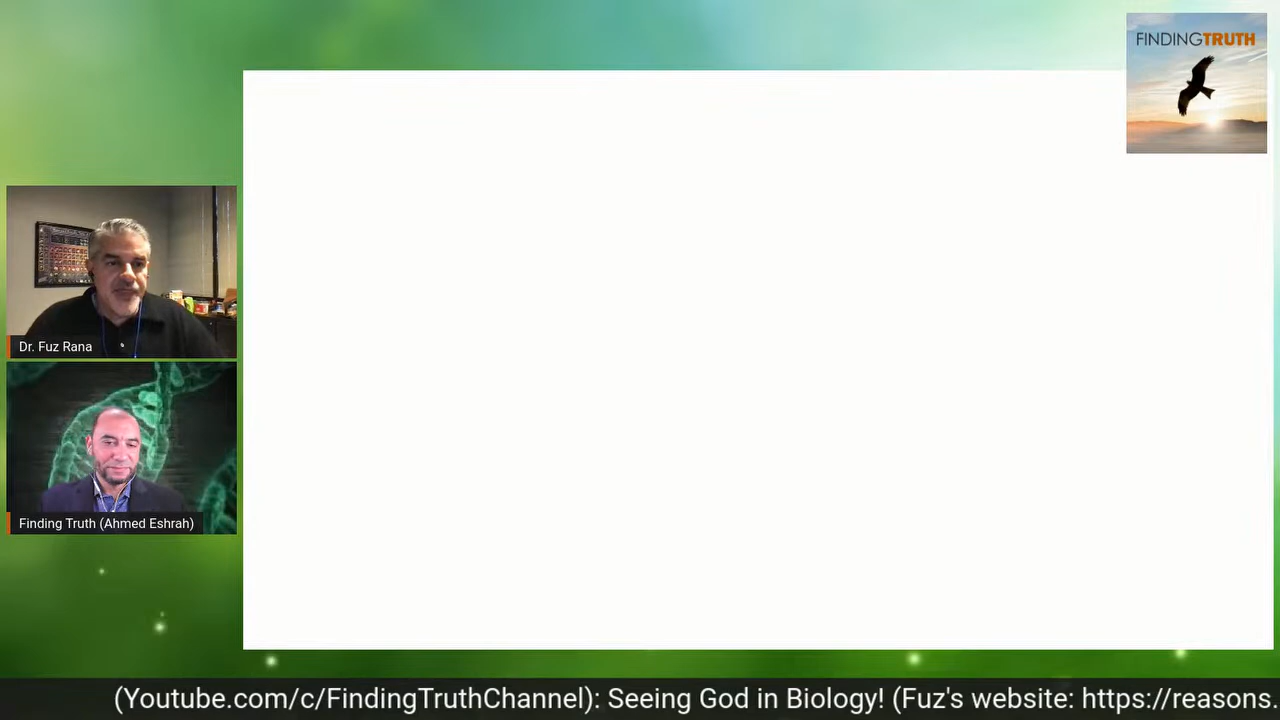 FINDINGTRUTH
Dr. Fuz Rana
Finding Truth (Ahmed Eshrah)
(Youtube.com/c/FindingTruthChannel): Seeing God in Biology! (Fuz's website: https://reasons.